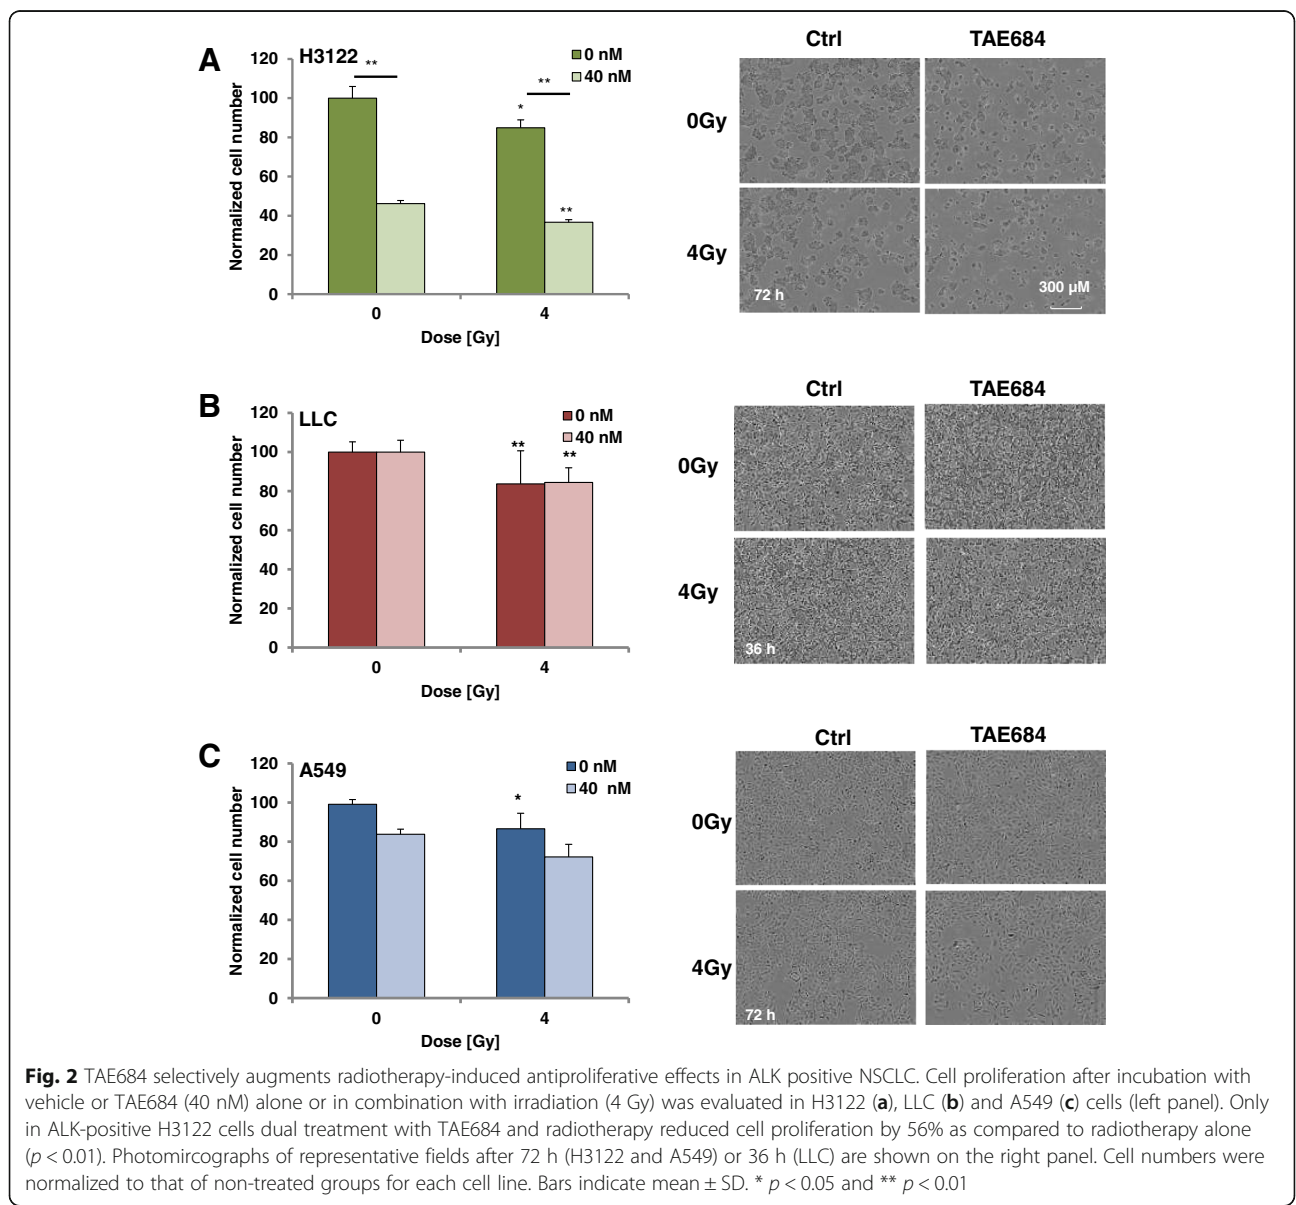 A
H3122
**
**
*
**
0 nM
40 nM
120
100
80
60
40
20
0
Normalized cell number
0
4
Dose [Gy]
Ctrl
TAE684
0Gy
4Gy
72 h
300 µM
B
LLC
**
**
0 nM
40 nM
120
100
80
60
40
20
0
Normalized cell number
0
4
Dose [Gy]
Ctrl
TAE684
0Gy
4Gy
36 h
C
A549
*
0 nM
40 nM
120
100
80
60
40
20
0
Normalized cell number
0
4
Dose [Gy]
Ctrl
TAE684
0Gy
4Gy
72 h
Fig. 2 TAE684 selectively augments radiotherapy-induced antiproliferative effects in ALK positive NSCLC. Cell proliferation after incubation with
vehicle or TAE684 (40 nM) alone or in combination with irradiation (4 Gy) was evaluated in H3122 (a), LLC (b) and A549 (c) cells (left panel). Only
in ALK-positive H3122 cells dual treatment with TAE684 and radiotherapy reduced cell proliferation by 56% as compared to radiotherapy alone
(p < 0.01). Photomircographs of representative fields after 72 h (H3122 and A549) or 36 h (LLC) are shown on the right panel. Cell numbers were
normalized to that of non-treated groups for each cell line. Bars indicate mean ± SD. * p < 0.05 and ** p < 0.01